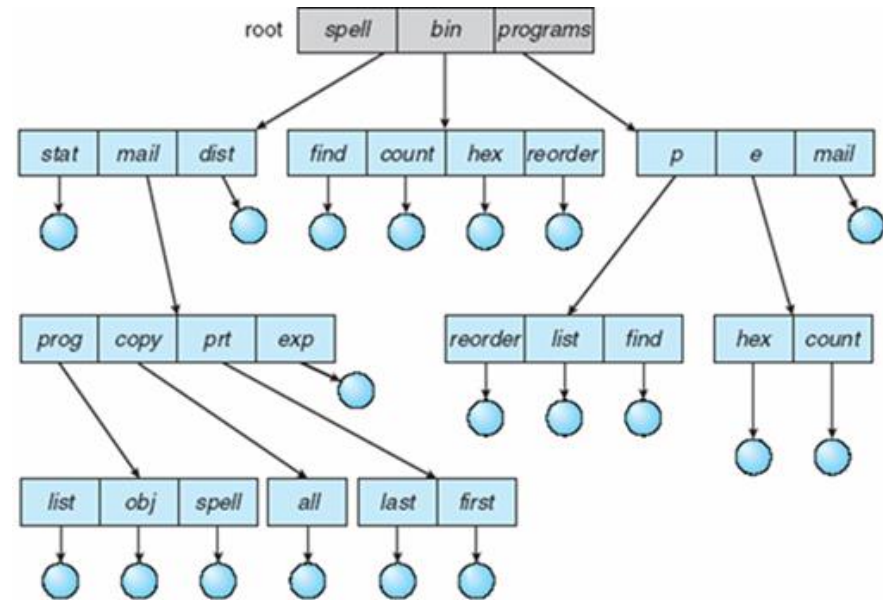 root spell bin programs
stat mail dist find count hex reorder p e mail
prog copy prt exp reorder list find hex count
list obj spell all last first